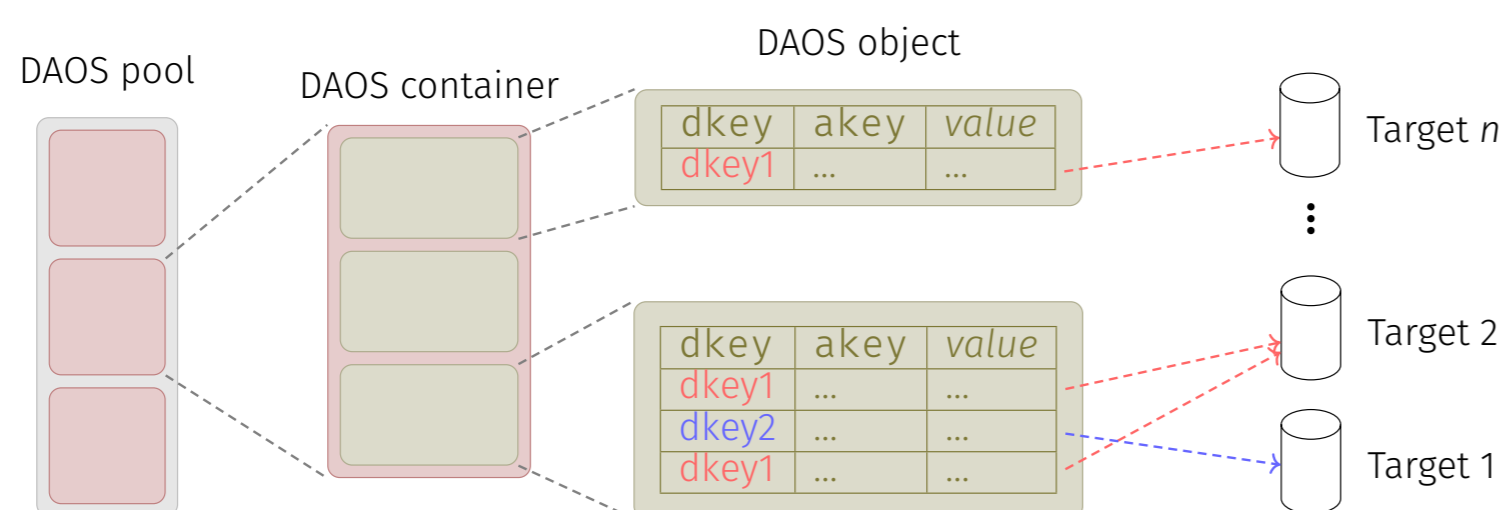 DAOS pool
DAOS container
DAOS object
dkey akey value
dkey1 ... ...
Target n
dkey akey value
dkey1 ... ...
dkey2 ... ...
dkey1 ... ...
Target 2
Target 1